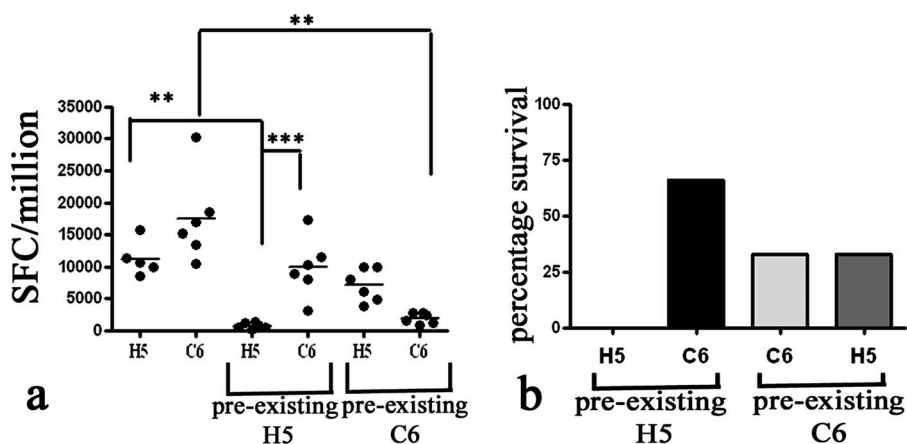 **
**
***
SFC/million
35000
30000
25000
20000
15000
10000
5000
0
H5 C6 H5 C6 H5 C6
pre-existing pre-existing
H5 C6
a
percentage survival
100
75
50
25
0
H5 C6 C6 H5
pre-existing pre-existing
H5 C6
b